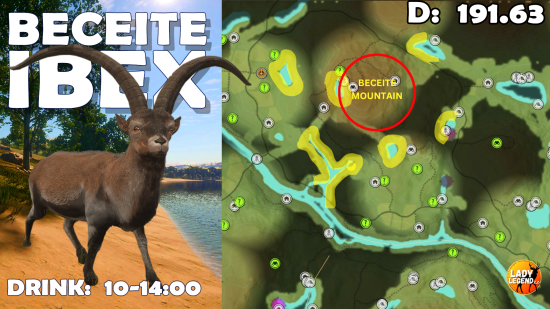 BECEITE
IBEX
DRINK: 10-14:00
D: 191.63
BECEITE
MOUNTAIN
LADY
LEGEND